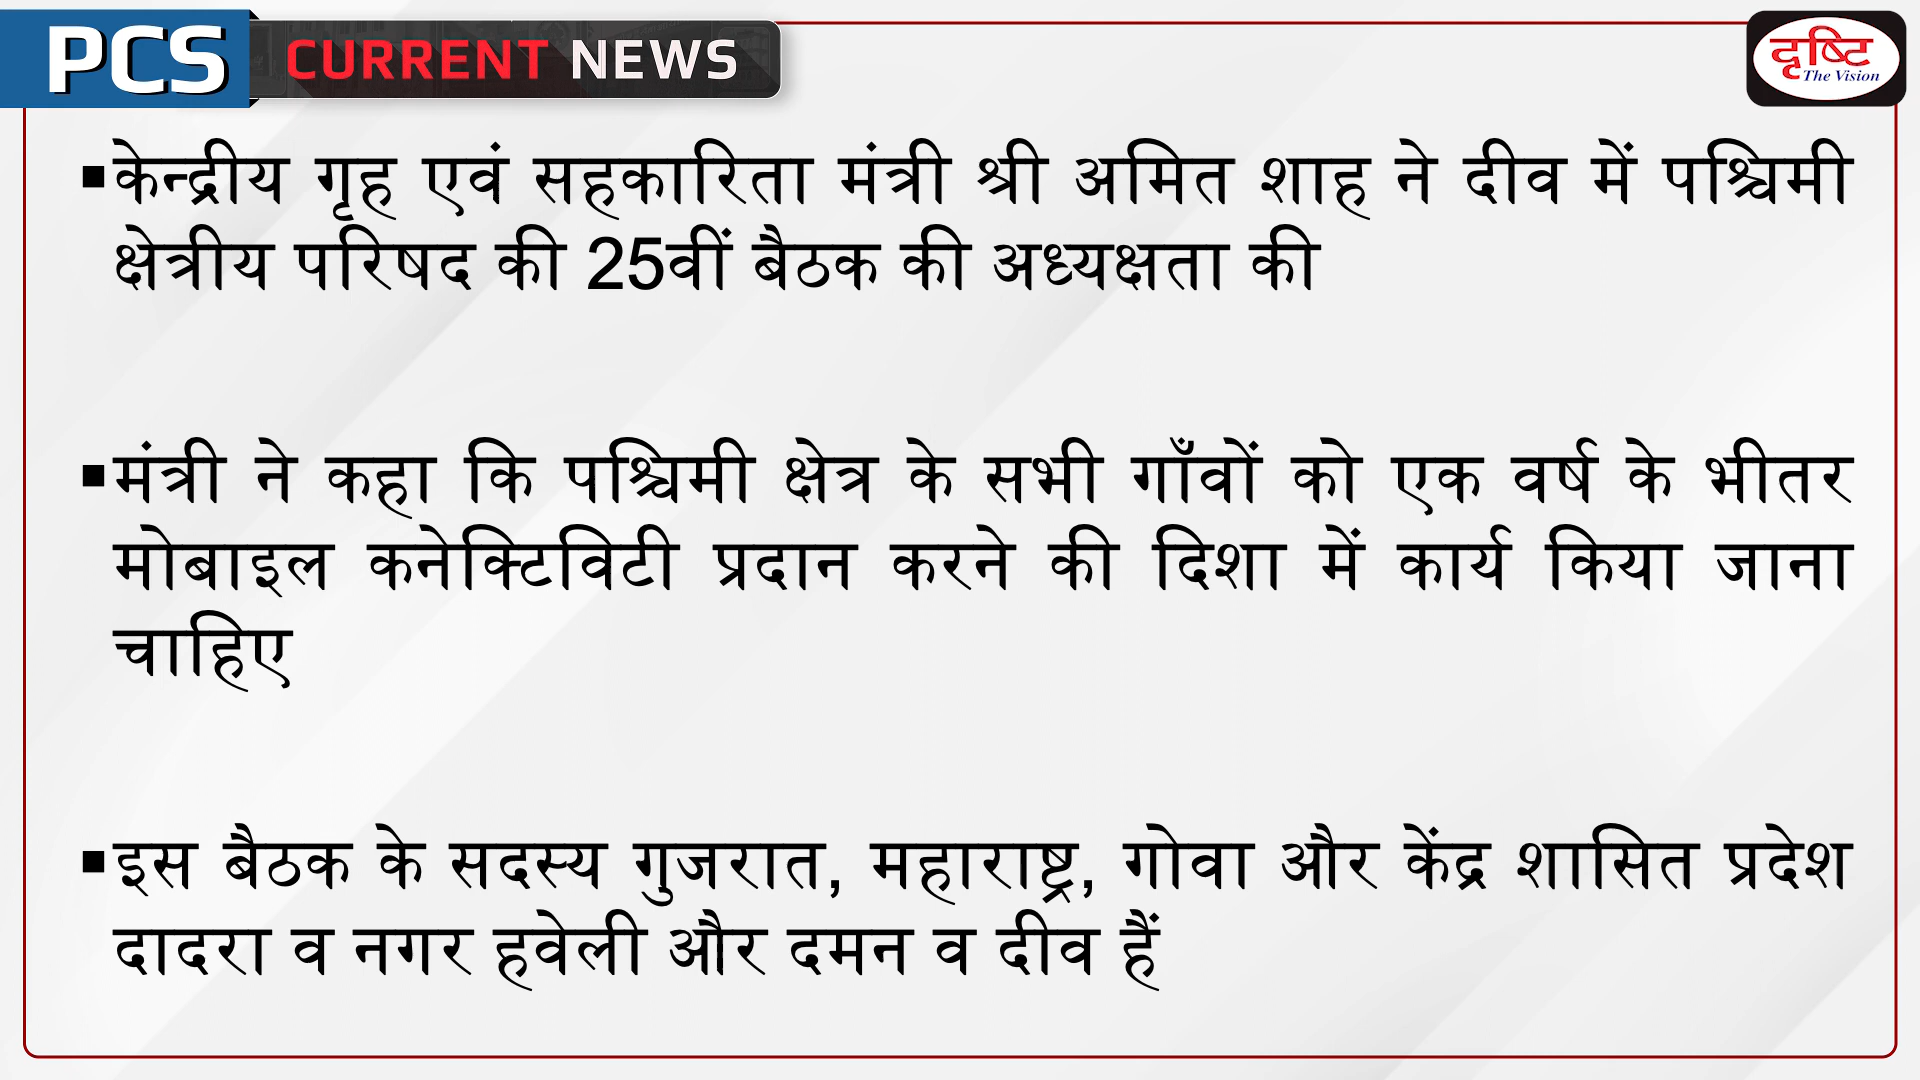 PCS CURRENT NEWS
दृष्टि
The Vision
▪केन्द्रीय गृह एवं सहकारिता मंत्री श्री अमित शाह ने दीव में पश्चिमी
क्षेत्रीय परिषद की 25वीं बैठक की अध्यक्षता की
▪मंत्री ने कहा कि पश्चिमी क्षेत्र के सभी गाँवों को एक वर्ष के भीतर
मोबाइल कनेक्टिविटी प्रदान करने की दिशा में कार्य किया जाना
चाहिए
▪इस बैठक के सदस्य गुजरात, महाराष्ट्र, गोवा और केंद्र शासित प्रदेश
दादरा व नगर हवेली और दमन व दीव हैं